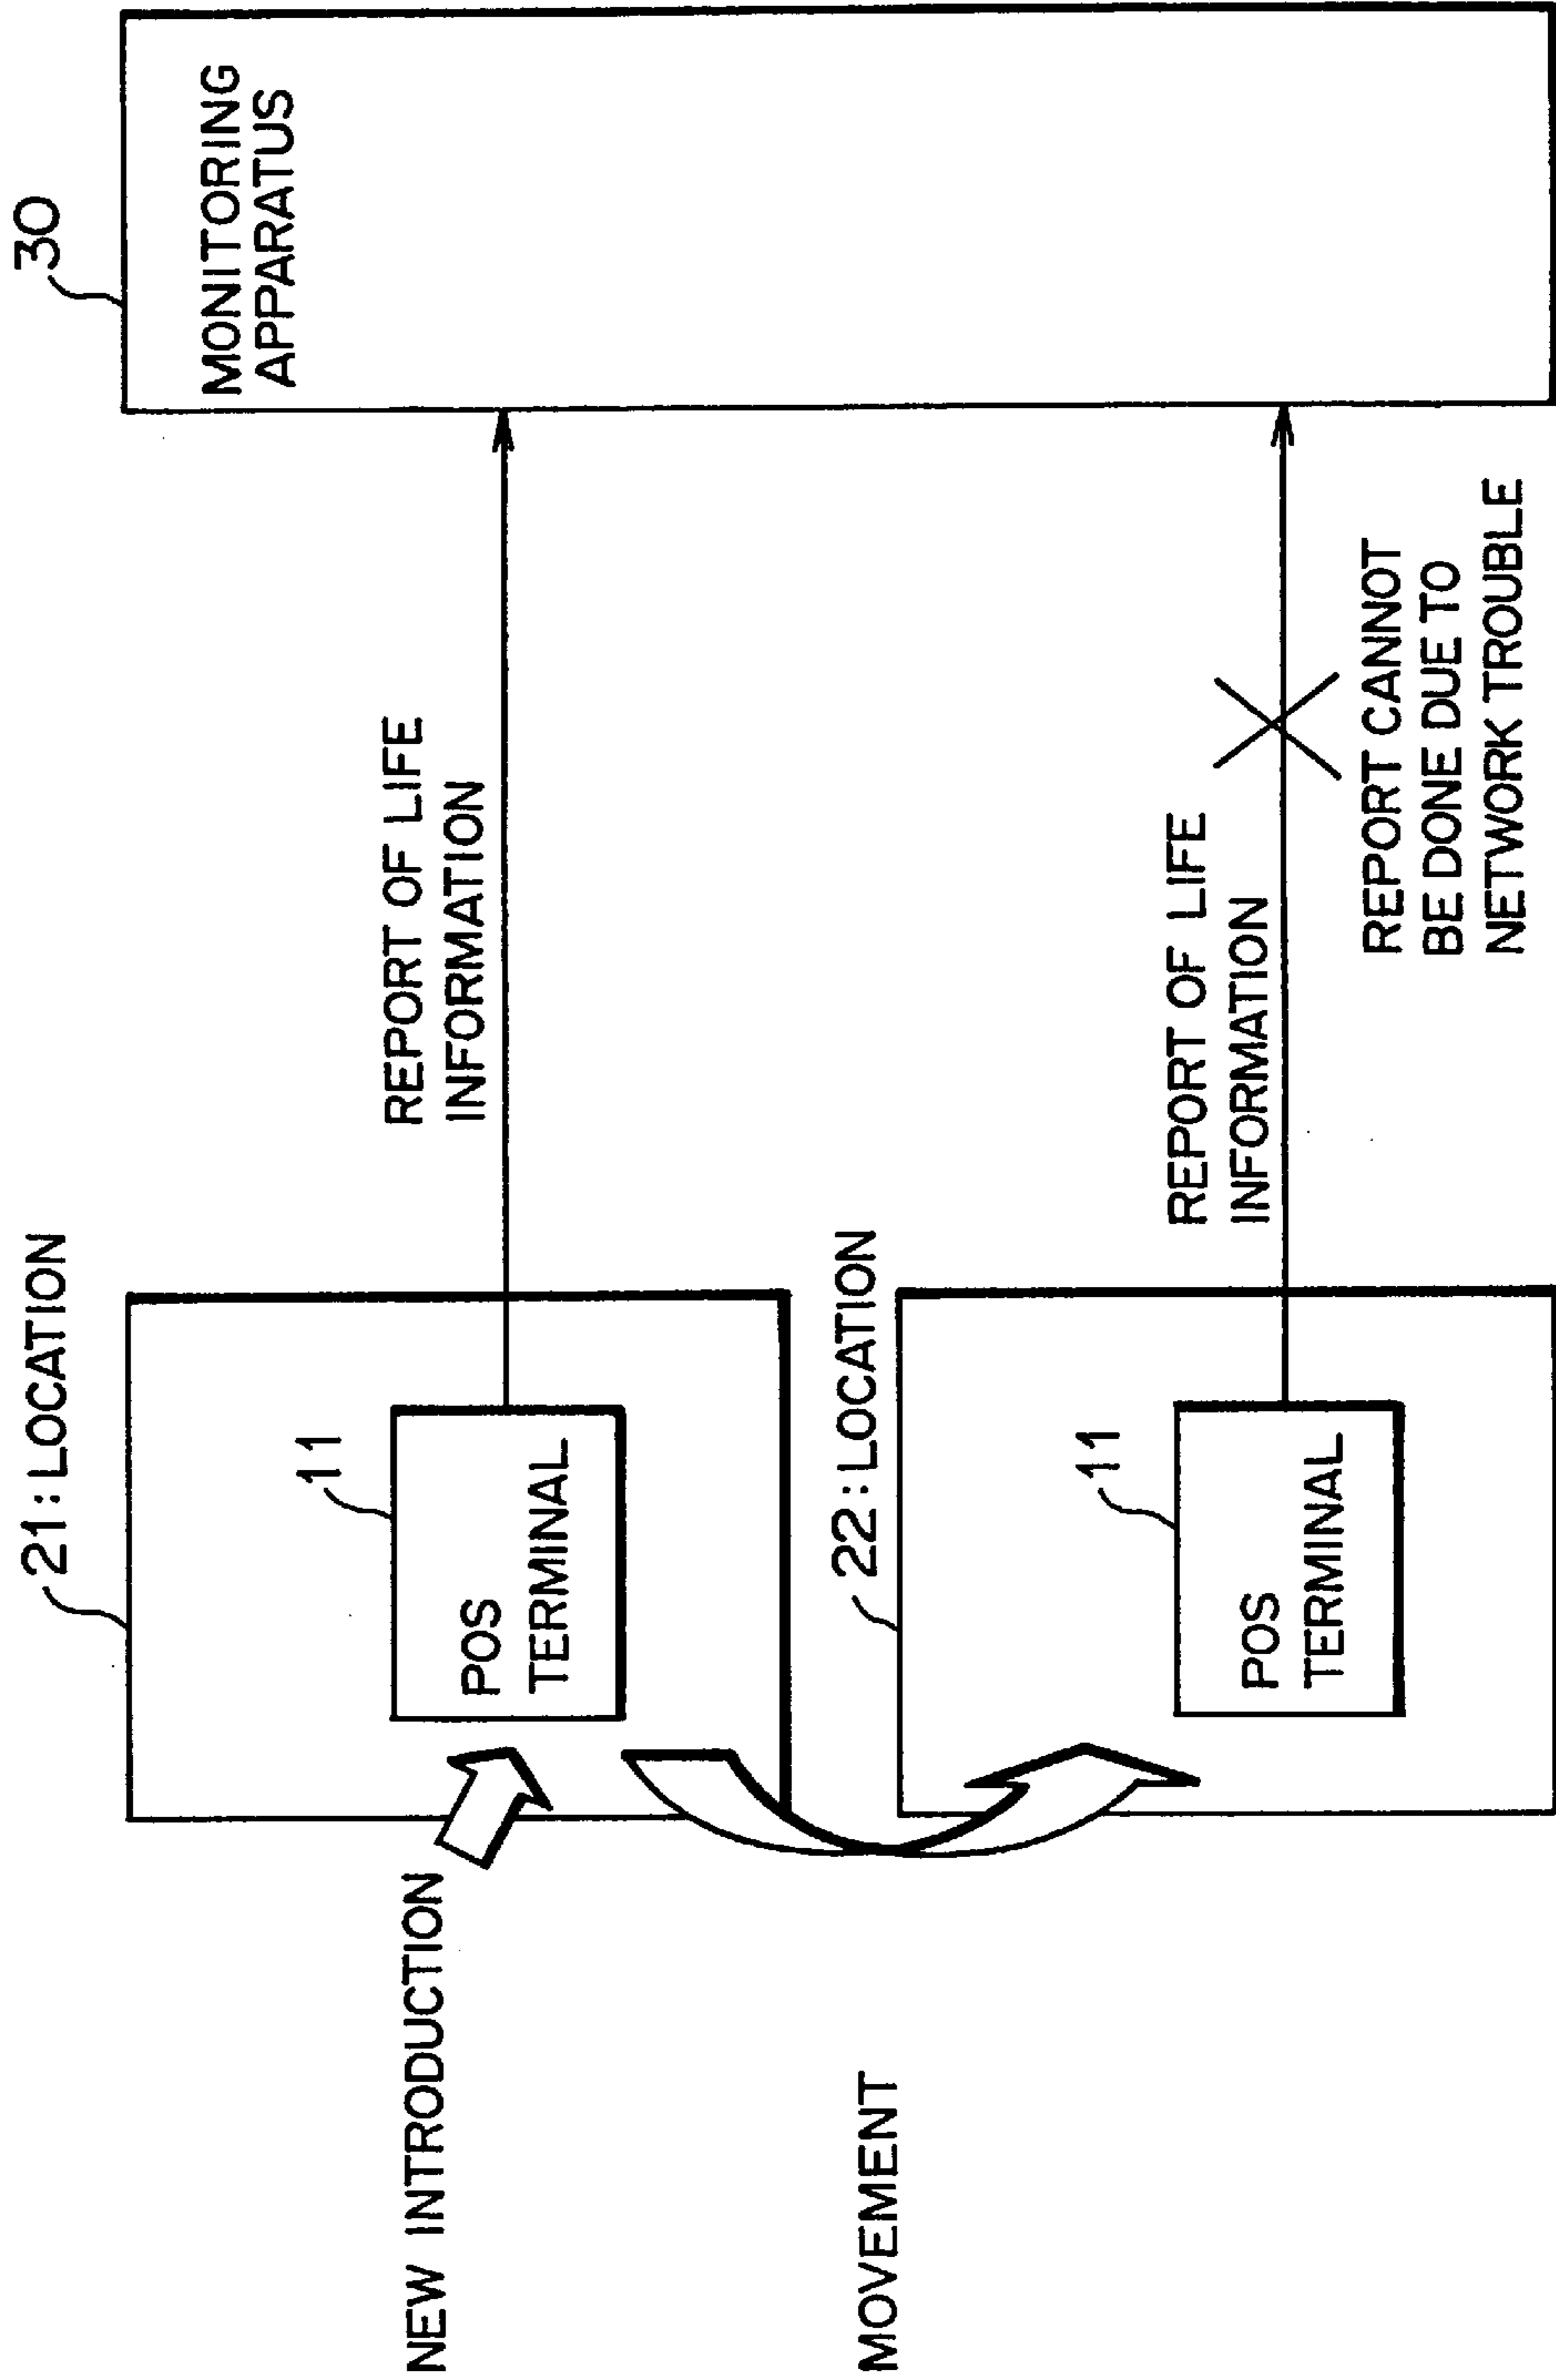 30
MONITORING
APPARATUS
21:LOCATION
11
POS
TERMINAL
REPORT OF LIFE
INFORMATION
NEW INTRODUCTION
22:LOCATION
11
POS
TERMINAL
REPORT OF LIFE
INFORMATION
REPORT CANNOT
BE DONE DUE TO
NETWORK TROUBLE
MOVEMENT